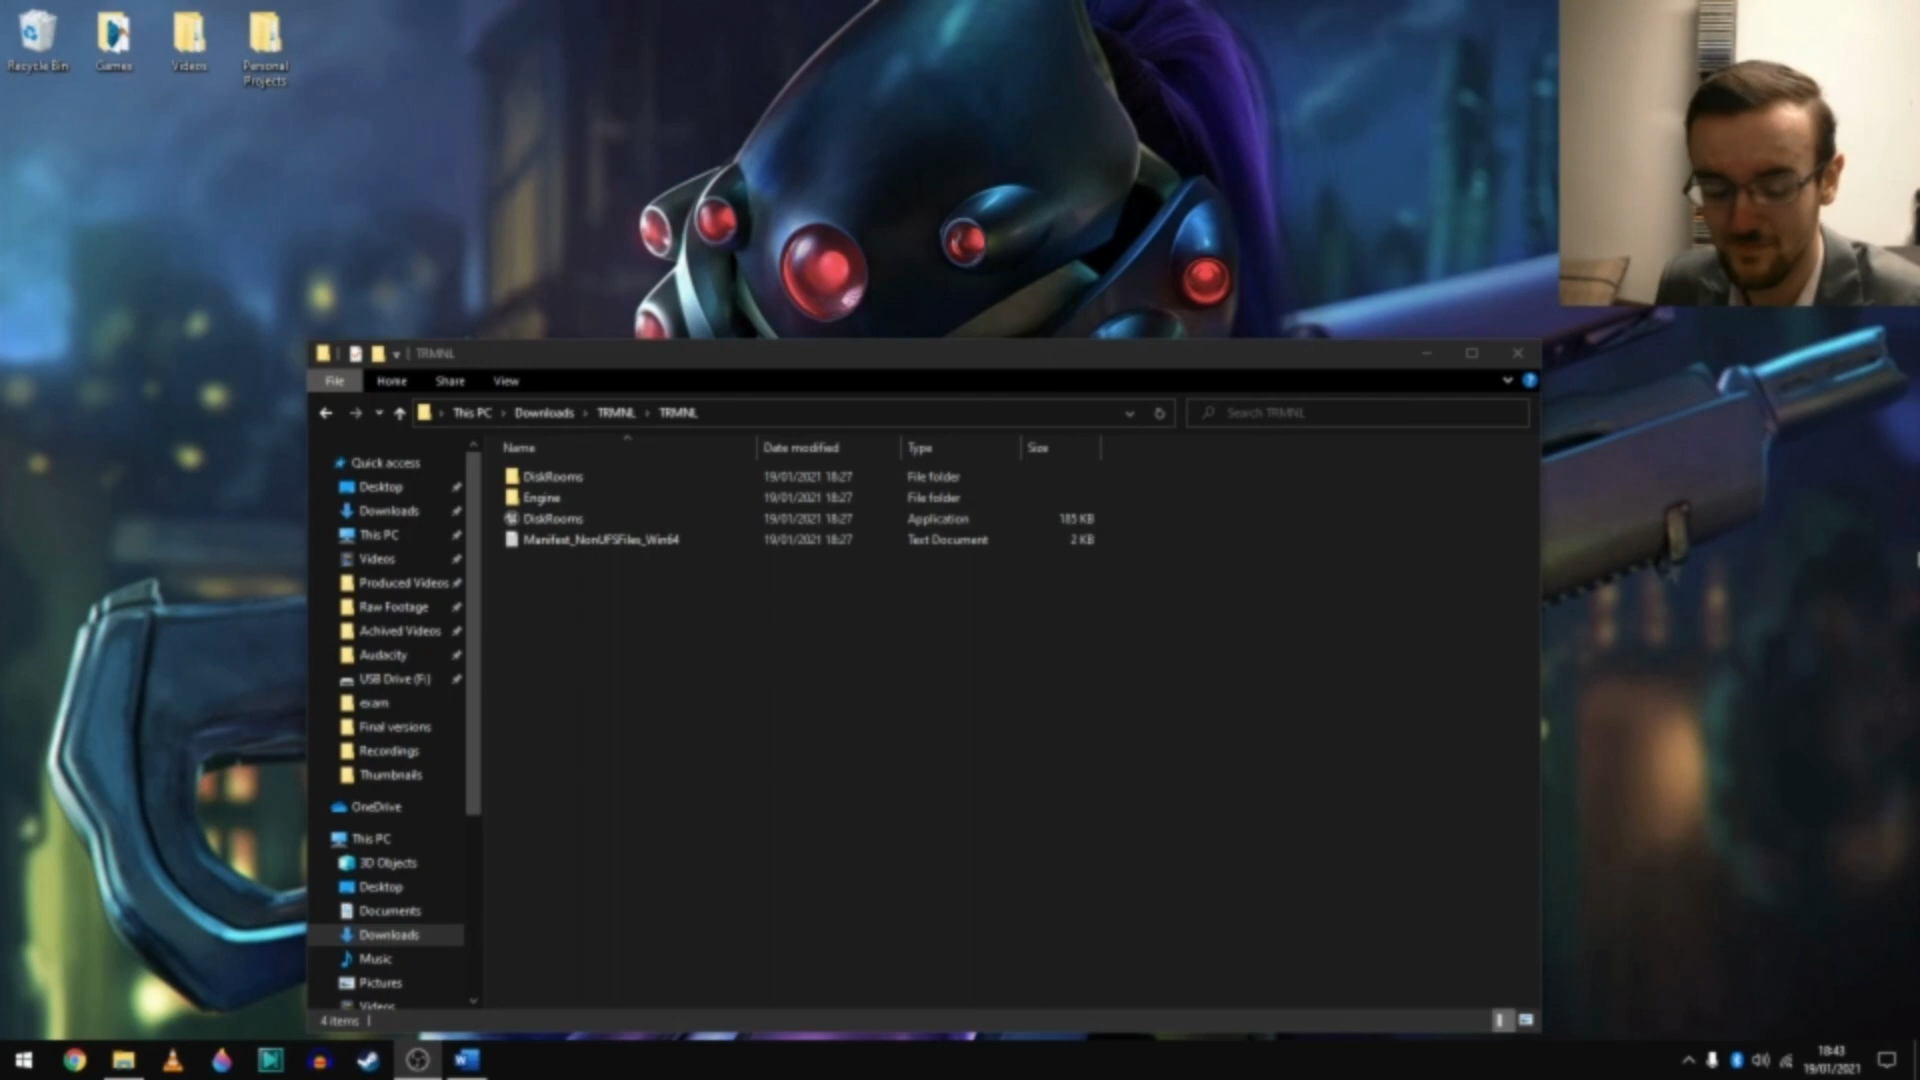 Recycle Bin
Games
Videos
Personal
Projects
TRMNL
File Home Share View
This PC Downloads TRMNL TRMNL
Search TRMNL
Name Date modified Type Size
DiskRooms 19/01/2021 18:27 File folder
Engine 19/01/2021 18:27 File folder
DiskRooms 19/01/2021 18:27 Application 185 KB
Manifest_NonUFSFiles_Win64 19/01/2021 18:27 Text Document 2 KB
Quick access
Desktop
Downloads
This PC
Videos
Produced Videos
Raw Footage
Achived Videos
Audacity
USB Drive (F:)
exam
Final versions
Recordings
Thumbnails
OneDrive
This PC
3D Objects
Desktop
Documents
Downloads
Music
Pictures
Videos
4 items
18:43
19/01/2021